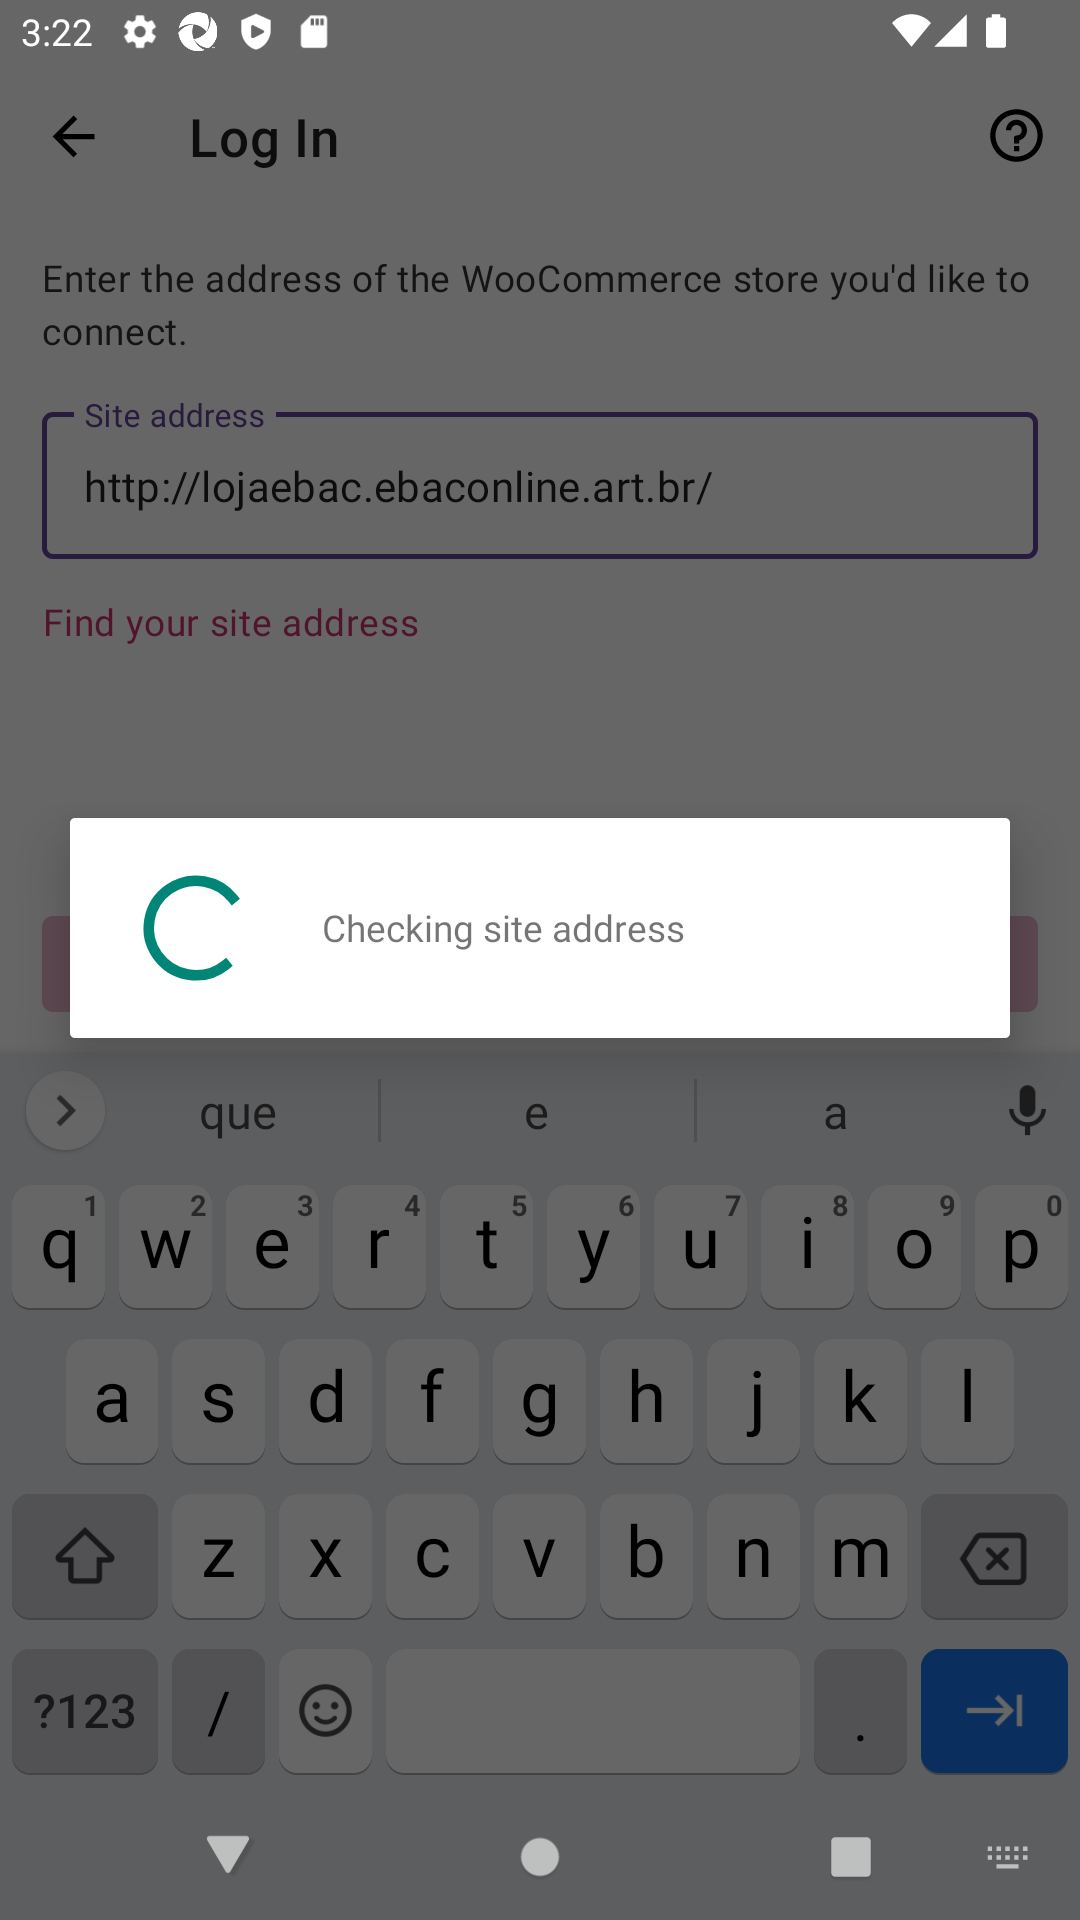 3:22
Log In
Enter the address of the WooCommerce store you'd like to
connect.
Site address
http://lojaebac.ebaconline.art.br/
Find your site address
Checking site address
que e a
1 2 3 4 5 6 7 8 9 0
q w e r t y u i o p
a s d f g h j k l
z x c v b n m
?123 / .